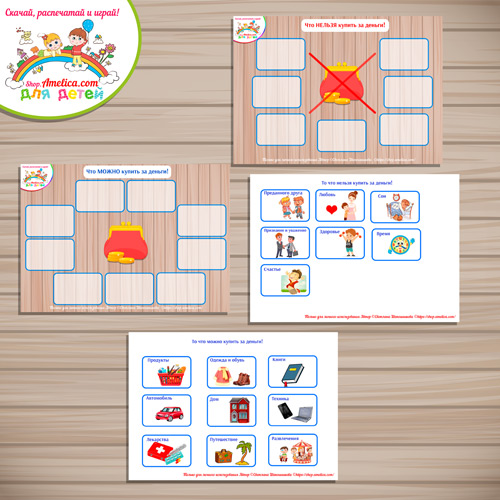 Скачай, распечатай и играй!
Shop.Amelica.com
для детей
Что НЕЛЬЗЯ купить за деньги!
Что МОЖНО купить за деньги!
То что нельзя купить за деньги!
Преданного друга
Любовь
Сон
Признание и уважение
Здоровье
Время
Счастье
То что можно купить за деньги!
Продукты
Одежда и обувь
Книги
Автомобиль
Дом
Техника
Лекарства
Путешествие
Развлечения